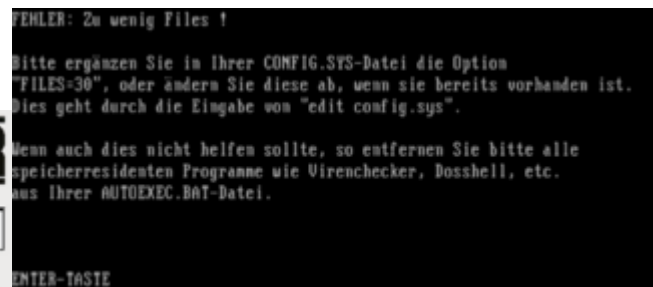 FEHLER: Zu wenig Files !
Bitte ergänzen Sie in Ihrer CONFIG.SYS-Datei die Option
"FILES=30", oder ändern Sie diese ab, wenn sie bereits vorhanden ist.
Dies geht durch die Eingabe von "edit config.sys".
Wenn auch dies nicht helfen sollte, so entfernen Sie bitte alle
speicherresidenten Programme wie Virenchecker, Dosshell, etc.
aus Ihrer AUTOEXEC.BAT-Datei.
ENTER-TASTE